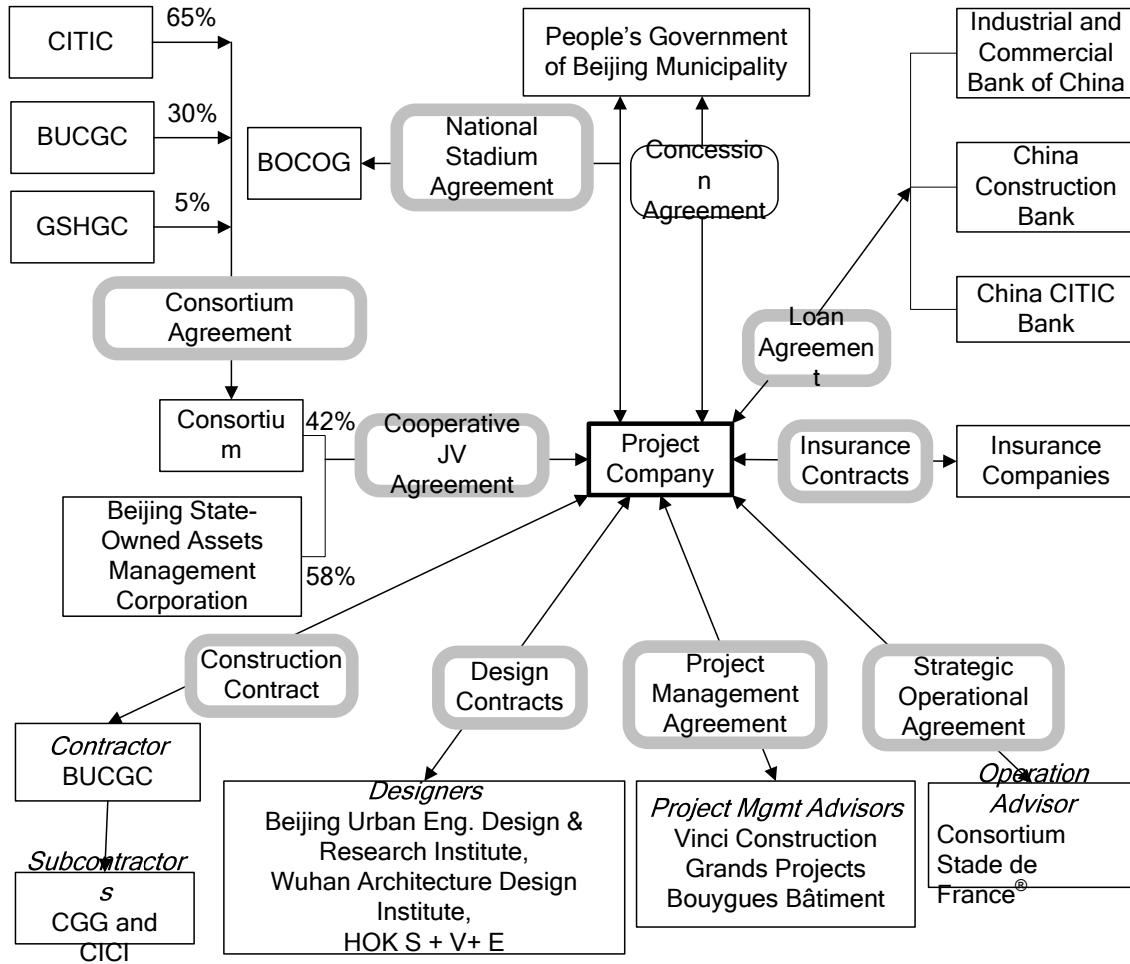 CITIC
65%
BUCGC
30%
GSHGC
5%
People's Government
of Beijing Municipality
Industrial and
Commercial
Bank of China
China
Construction
Bank
China CITIC
Bank
BOCOG
National
Stadium
Agreement
Concessio
n
Agreement
Consortium
Agreement
Loan
Agreemen
t
Consortiu
m
42%
Cooperative
JV
Agreement
Project
Company
Insurance
Contracts
Insurance
Companies
Beijing State-
Owned Assets
Management
Corporation
58%
Construction
Contract
Design
Contracts
Project
Management
Agreement
Strategic
Operational
Agreement
Contractor
BUCGC
Subcontractor
s
CGG and
CICI
Designers
Beijing Urban Eng. Design &
Research Institute,
Wuhan Architecture Design
Institute,
HOK S + V+ E
Project Mgmt Advisors
Vinci Construction
Grands Projects
Bouygues Bâtiment
Operation
Advisor
Consortium
Stade de
France®